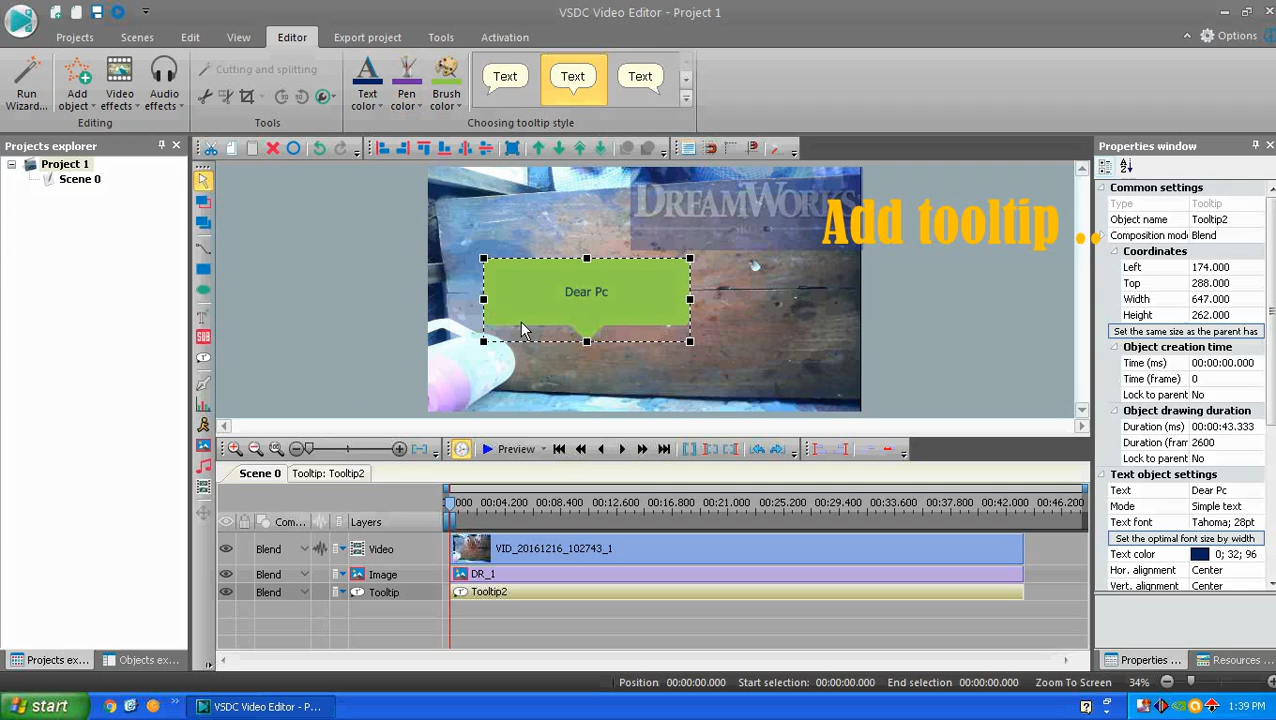 VSDC Video Editor - Project 1
Projects
Scenes
Edit
View
Editor
Export project
Tools
Activation
Options
Run
Wizard...
Add
object
Video
effects
Audio
effects
Editing
Cutting and splitting
Tools
Text
color
Pen
color
Brush
color
Text
Text
Text
Choosing tooltip style
Projects explorer
Project 1
Scene 0
DREAMWORKS
Add tooltip ..
Dear Pc
Properties window
Common settings
Type Tooltip
Object name Tooltip2
Composition mode Blend
Coordinates
Left 174.000
Top 288.000
Width 647.000
Height 262.000
Set the same size as the parent has
Object creation time
Time (ms) 00:00:00.000
Time (frame) 0
Lock to parent No
Object drawing duration
Duration (ms) 00:00:43.333
Duration (fram 2600
Lock to parent No
Text object settings
Text Dear Pc
Mode Simple text
Text font Tahoma; 28pt
Set the optimal font size by width
Text color 0; 32; 96
Hor. alignment Center
Vert. alignment Center
Preview
Scene 0
Tooltip: Tooltip2
000 00:04.200 00:08.400 00:12.600 00:16.800 00:21.000 00:25.200 00:29.400 00:33.600 00:37.800 00:42.000 00:46.200
Com...
Layers
Blend Video VID_20161216_102743_1
Blend Image DR_1
Blend Tooltip Tooltip2
Projects ex...
Objects ex...
Properties ...
Resources ...
Position: 00:00:00.000 Start selection: 00:00:00.000 End selection 00:00:00.000 Zoom To Screen 34%
start
VSDC Video Editor - P...
1:39 PM